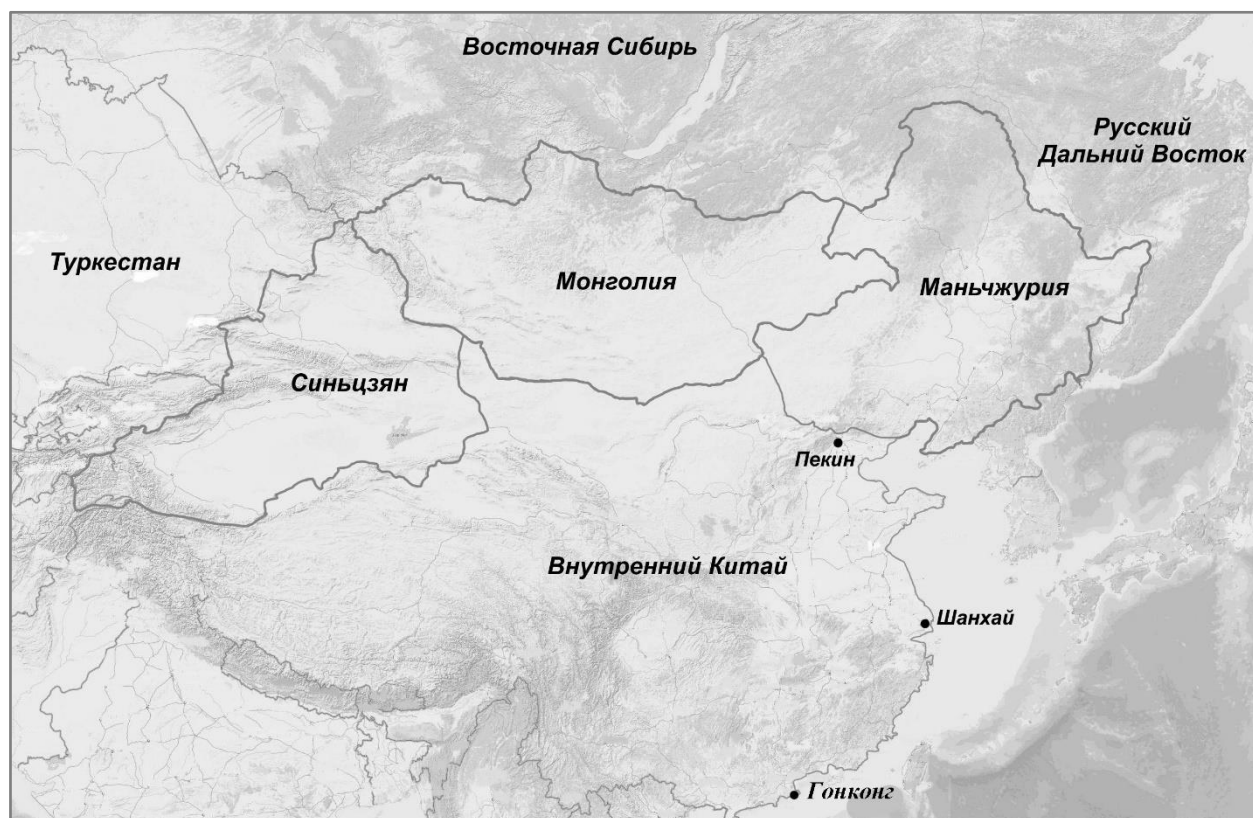 Восточная Сибирь
Русский
Дальний Восток
Туркестан
Монголия
Маньчжурия
Синьцзян
Пекин
Внутренний Китай
Шанхай
Гонконг